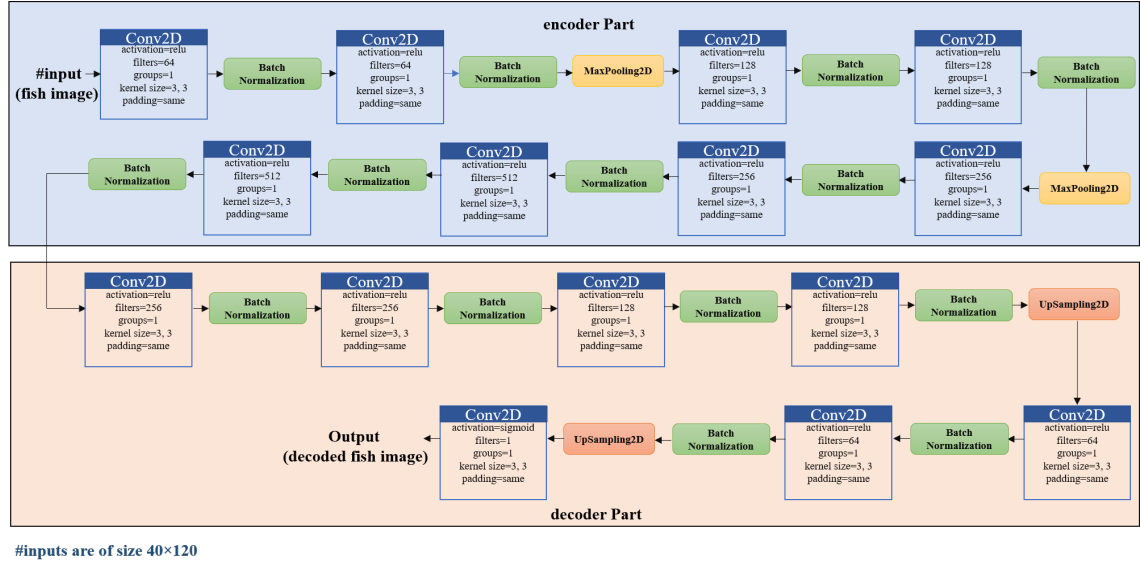 encoder Part
#input
(fish image)
Conv2D
activation=relu
filters=64
groups=1
kernel size=3, 3
padding=same
Batch
Normalization
Conv2D
activation=relu
filters=64
groups=1
kernel size=3, 3
padding=same
Batch
Normalization
MaxPooling2D
Conv2D
activation=relu
filters=128
groups=1
kernel size=3, 3
padding=same
Batch
Normalization
Conv2D
activation=relu
filters=128
groups=1
kernel size=3, 3
padding=same
Batch
Normalization
MaxPooling2D
Conv2D
activation=relu
filters=256
groups=1
kernel size=3, 3
padding=same
Batch
Normalization
Conv2D
activation=relu
filters=256
groups=1
kernel size=3, 3
padding=same
Batch
Normalization
Conv2D
activation=relu
filters=512
groups=1
kernel size=3, 3
padding=same
Batch
Normalization
Conv2D
activation=relu
filters=512
groups=1
kernel size=3, 3
padding=same
Batch
Normalization
Conv2D
activation=relu
filters=256
groups=1
kernel size=3, 3
padding=same
Batch
Normalization
Conv2D
activation=relu
filters=256
groups=1
kernel size=3, 3
padding=same
Batch
Normalization
Conv2D
activation=relu
filters=128
groups=1
kernel size=3, 3
padding=same
Batch
Normalization
Conv2D
activation=relu
filters=128
groups=1
kernel size=3, 3
padding=same
Batch
Normalization
UpSampling2D
Conv2D
activation=relu
filters=64
groups=1
kernel size=3, 3
padding=same
Batch
Normalization
Conv2D
activation=relu
filters=64
groups=1
kernel size=3, 3
padding=same
Batch
Normalization
UpSampling2D
Conv2D
activation=sigmoid
filters=1
groups=1
kernel size=3, 3
padding=same
Output
(decoded fish image)
decoder Part
#inputs are of size 40×120